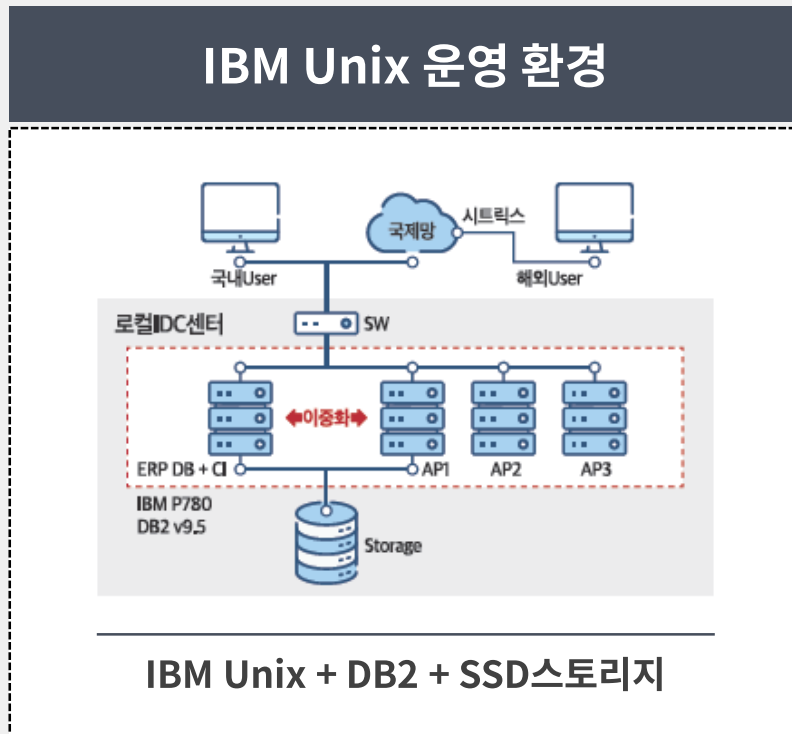 IBM Unix 운영 환경
국제망
시트릭스
국내User
해외User
로컬IDC센터
SW
이중화
ERP DB + CI
AP1
AP2
AP3
IBM P780
DB2 v9.5
Storage
IBM Unix + DB2 + SSD스토리지